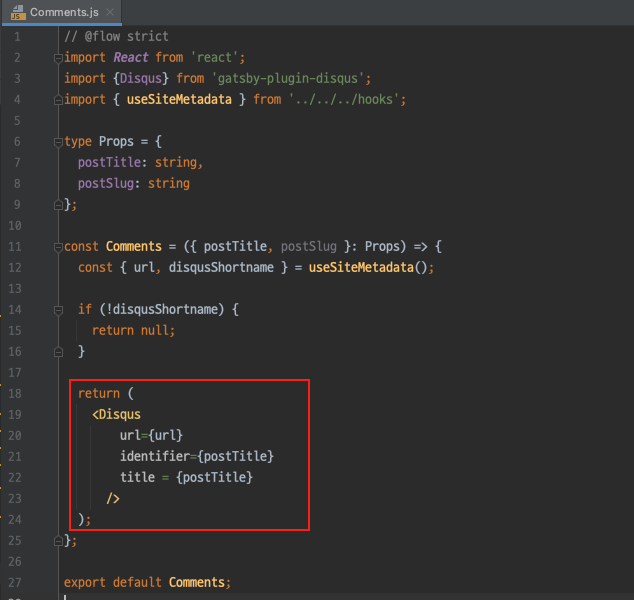 Comments.js
1 // @flow strict
2 import React from 'react';
3 import {Disqus} from 'gatsby-plugin-disqus';
4 import { useSiteMetadata } from '../../../hooks';
5
6 type Props = {
7   postTitle: string,
8   postSlug: string
9 };
10
11 const Comments = ({ postTitle, postSlug }: Props) => {
12   const { url, disqusShortname } = useSiteMetadata();
13
14   if (!disqusShortname) {
15     return null;
16   }
17
18   return (
19     <Disqus
20         url={url}
21         identifier={postTitle}
22         title = {postTitle}
23       />
24   );
25 };
26
27 export default Comments;